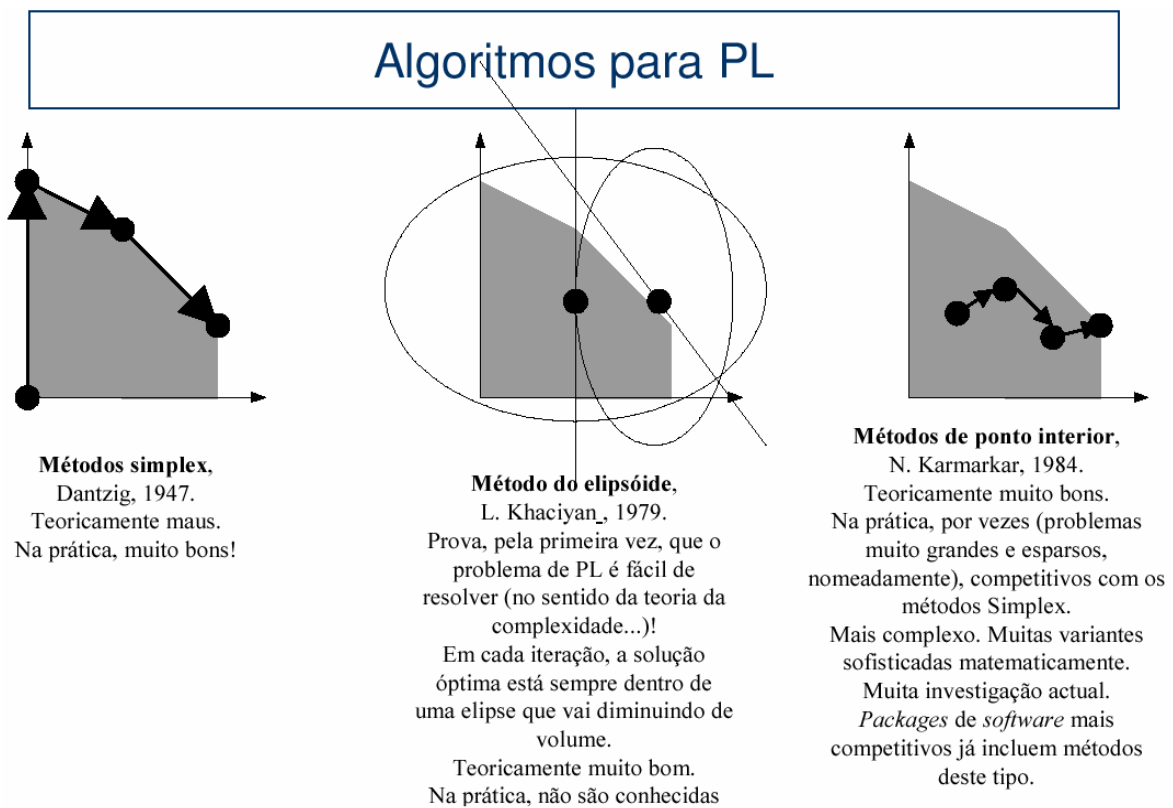 Algoritmos para PL
Métodos simplex,
Dantzig, 1947.
Teoricamente maus.
Na prática, muito bons!
Método do elipsóide,
L. Khaciyan_, 1979.
Prova, pela primeira vez, que o
problema de PL é fácil de
resolver (no sentido da teoria da
complexidade...)!
Em cada iteração, a solução
óptima está sempre dentro de
uma elipse que vai diminuindo de
volume.
Teoricamente muito bom.
Na prática, não são conhecidas
Métodos de ponto interior,
N. Karmarkar, 1984.
Teoricamente muito bons.
Na prática, por vezes (problemas
muito grandes e esparsos,
nomeadamente), competitivos com os
métodos Simplex.
Mais complexo. Muitas variantes
sofisticadas matematicamente.
Muita investigação actual.
Packages de software mais
competitivos já incluem métodos
deste tipo.